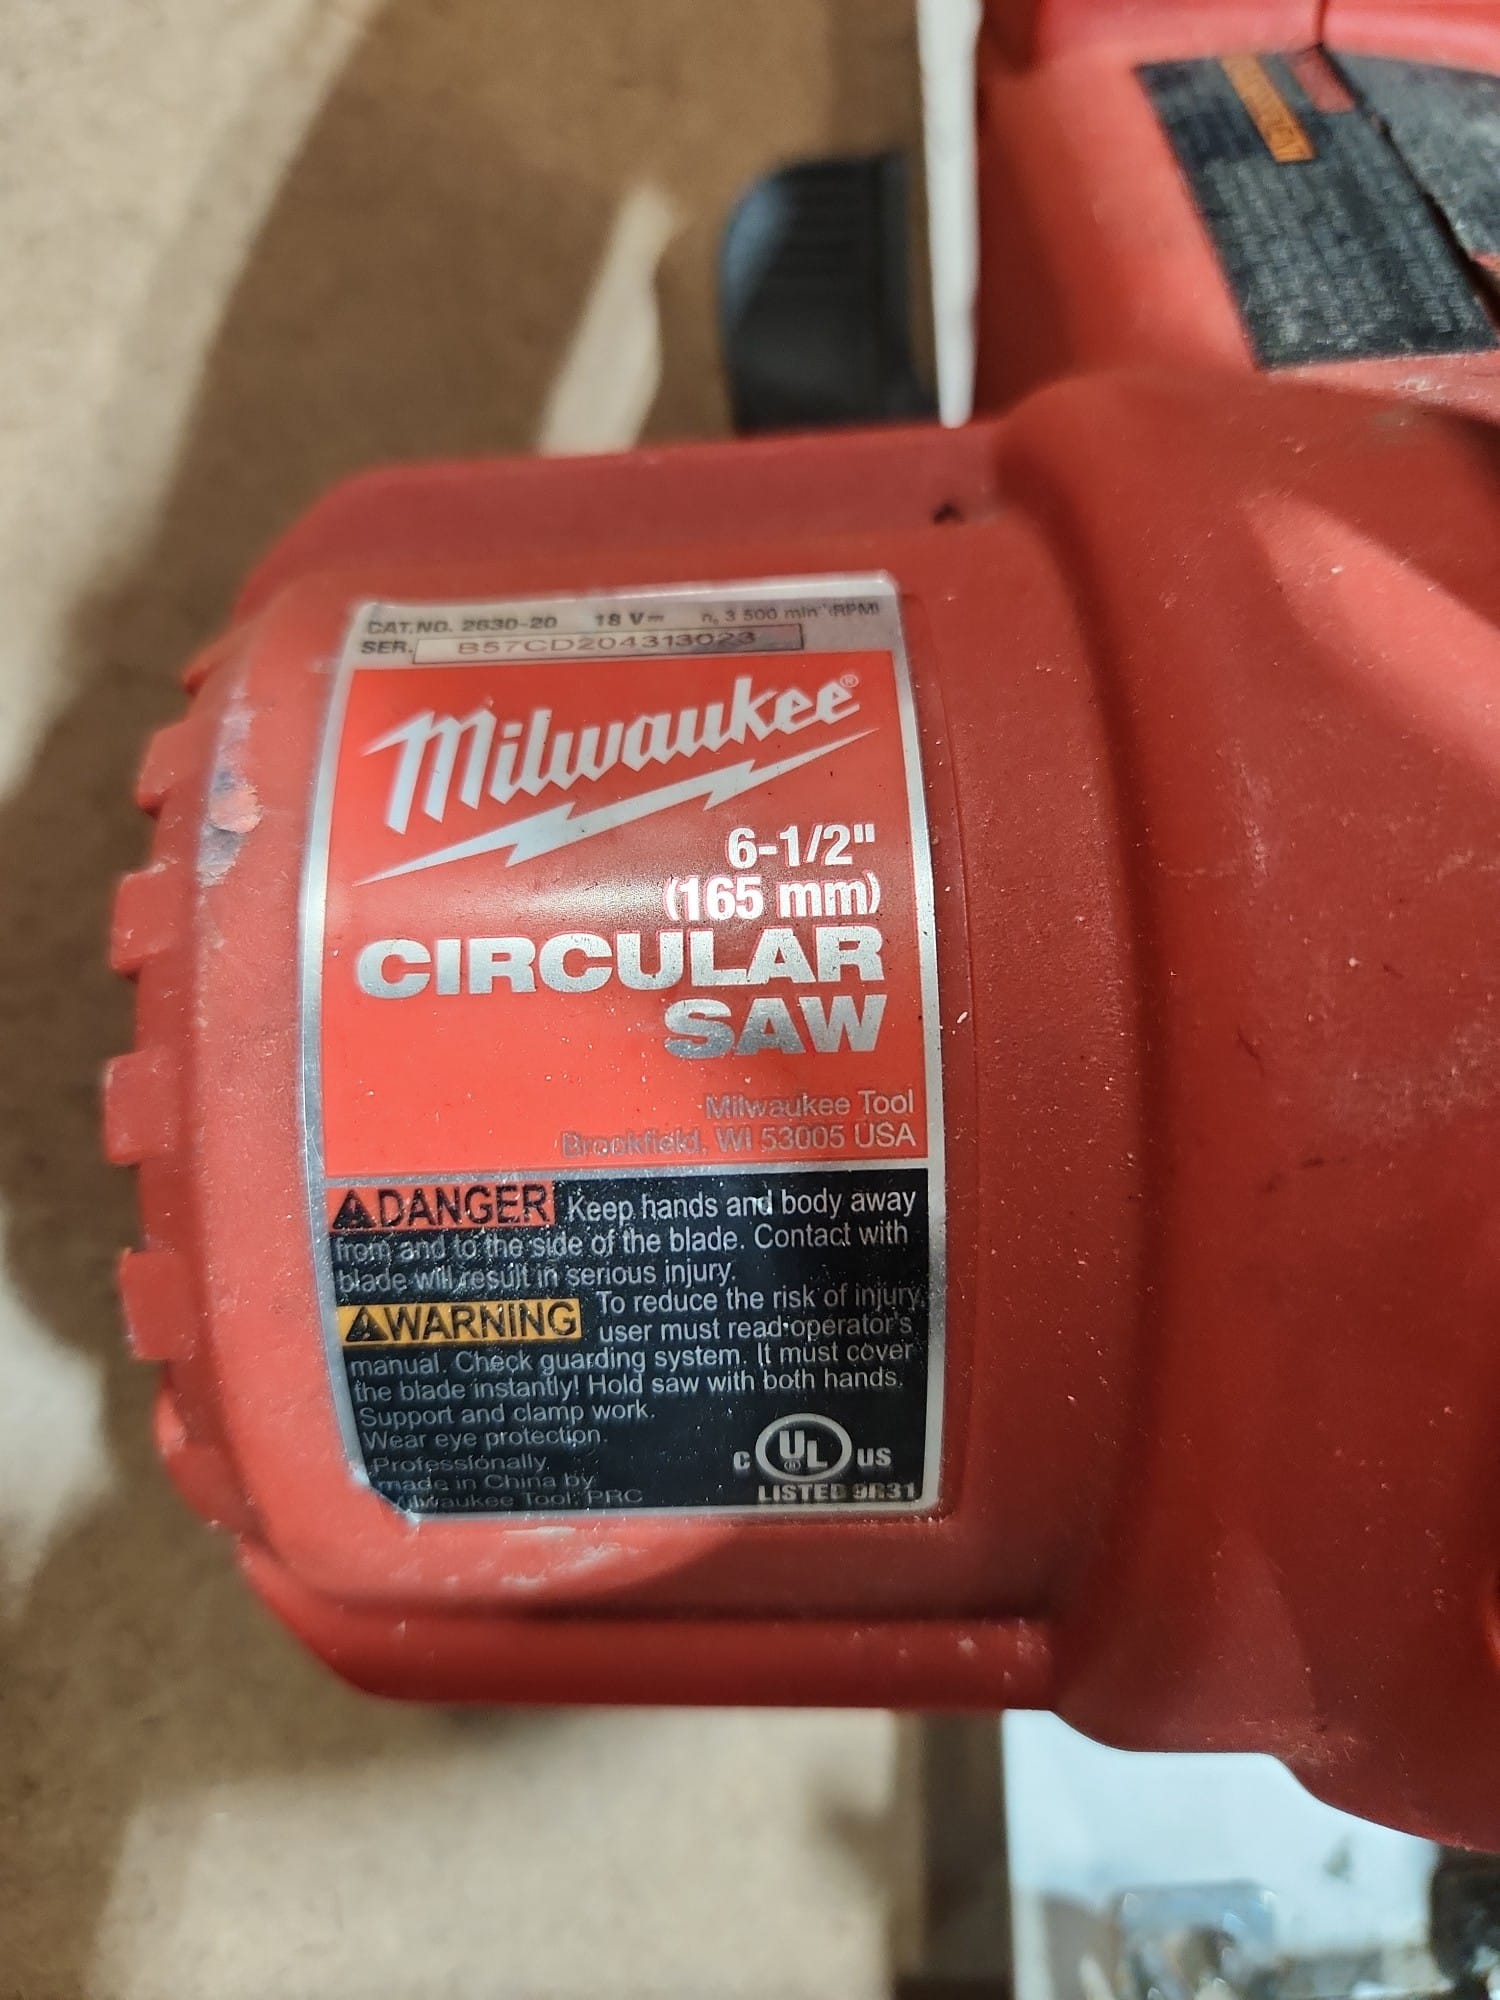 CAT.NO. 2630-20 18 V⎓ n₀ 3 500 min⁻¹(RPM)
SER. B57CD204313023
Milwaukee®
6-1/2"
(165 mm)
CIRCULAR
SAW
Milwaukee Tool
Brookfield, WI 53005 USA
DANGER Keep hands and body away
from and to the side of the blade. Contact with
blade will result in serious injury.
WARNING To reduce the risk of injury,
user must read operator's
manual. Check guarding system. It must cover
the blade instantly! Hold saw with both hands.
Support and clamp work.
Wear eye protection.
Professionally
made in China by
Milwaukee Tool, PRC
C UL® US
LISTED 9R31